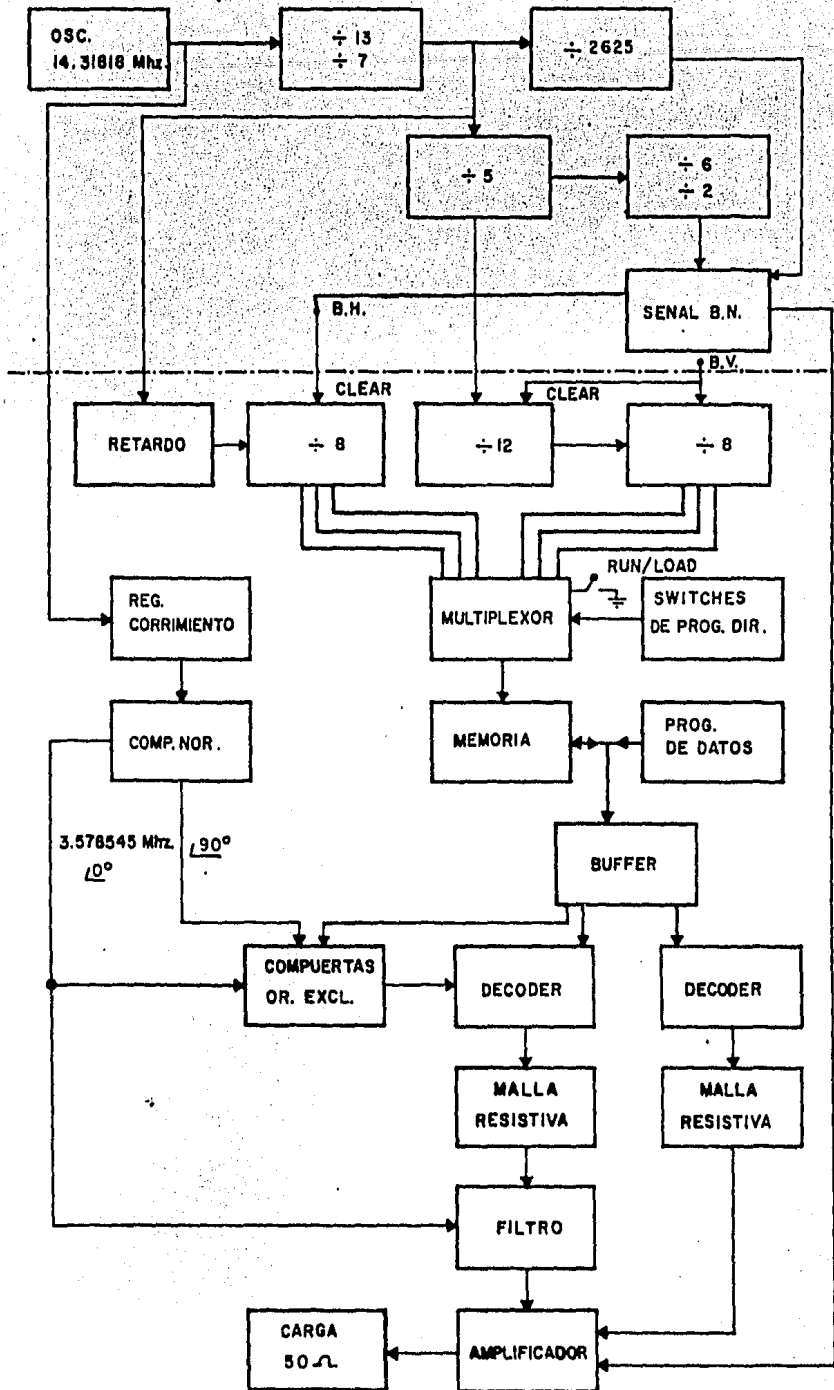 OSC.
14.31818 Mhz.
÷ 13
÷ 7
÷ 2625
÷ 5
÷ 6
÷ 2
SENAL B.N.
B.H.
B.V.
CLEAR
CLEAR
RETARDO
÷ 8
÷ 12
÷ 8
RUN/LOAD
REG.
CORRIMIENTO
MULTIPLEXOR
SWITCHES
DE PROG. DIR.
COMP. NOR.
MEMORIA
PROG.
DE DATOS
3.578545 Mhz.
∠0°
∠90°
BUFFER
COMPUERTAS
OR. EXCL.
DECODER
DECODER
MALLA
RESISTIVA
MALLA
RESISTIVA
FILTRO
CARGA
50 Ω
AMPLIFICADOR